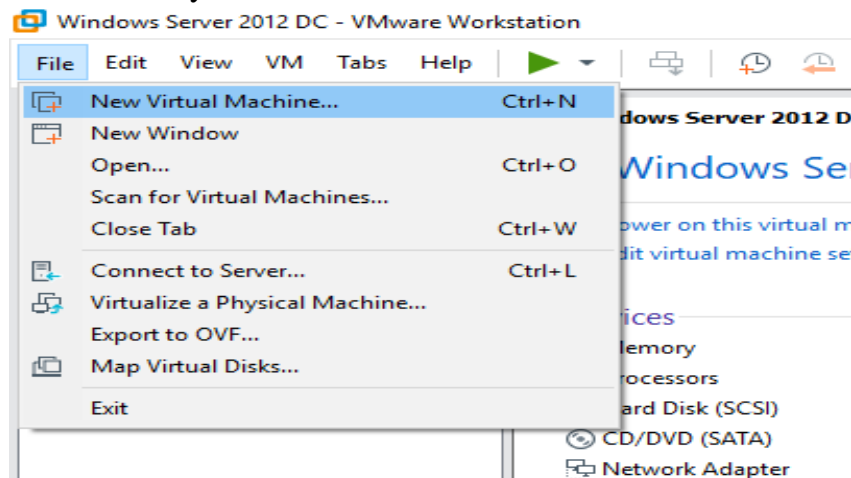 Windows Server 2012 DC - VMware Workstation
File Edit View VM Tabs Help
New Virtual Machine... Ctrl+N
New Window
Open... Ctrl+O
Scan for Virtual Machines...
Close Tab Ctrl+W
Connect to Server... Ctrl+L
Virtualize a Physical Machine...
Export to OVF...
Map Virtual Disks...
Exit
dows Server 2012 D
Windows Se
ower on this virtual m
dit virtual machine se
ices
emory
rocessors
ard Disk (SCSI)
CD/DVD (SATA)
Network Adapter